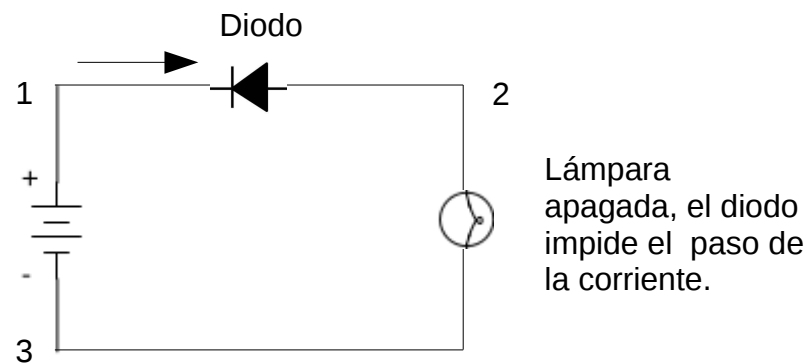 Diodo
1
2
+
Lámpara
apagada, el diodo
impide el paso de
la corriente.
-
3